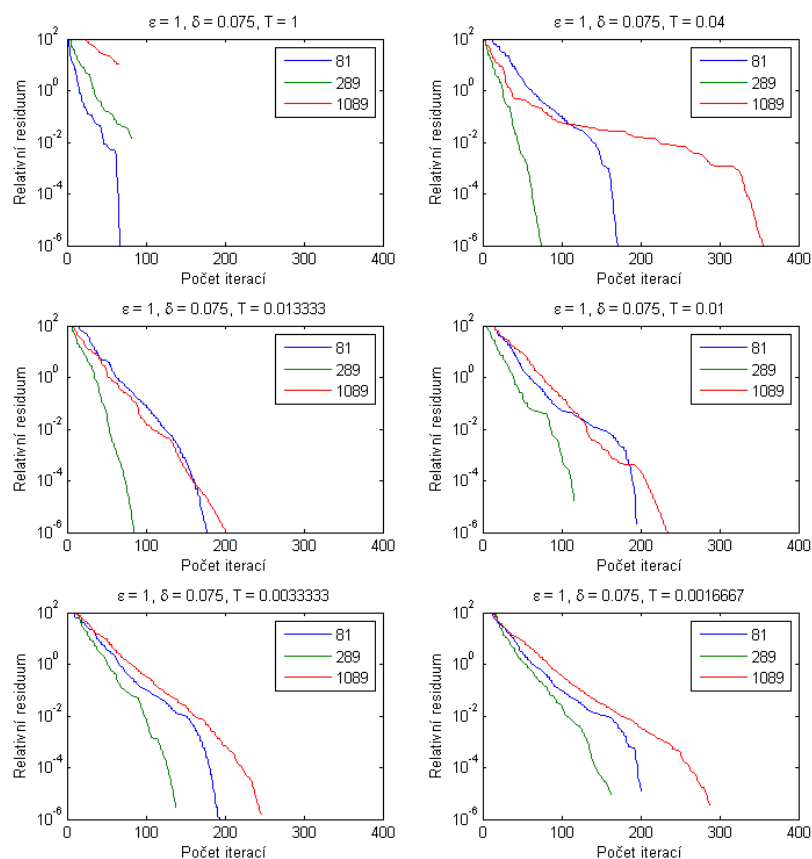 ε = 1, δ = 0.075, T = 1
10^2
10^0
10^-2
10^-4
10^-6
Relativní residuum
81
289
1089
0 100 200 300 400
Počet iterací
ε = 1, δ = 0.075, T = 0.04
10^2
10^0
10^-2
10^-4
10^-6
Relativní residuum
81
289
1089
0 100 200 300 400
Počet iterací
ε = 1, δ = 0.075, T = 0.013333
10^2
10^0
10^-2
10^-4
10^-6
Relativní residuum
81
289
1089
0 100 200 300 400
Počet iterací
ε = 1, δ = 0.075, T = 0.01
10^2
10^0
10^-2
10^-4
10^-6
Relativní residuum
81
289
1089
0 100 200 300 400
Počet iterací
ε = 1, δ = 0.075, T = 0.0033333
10^2
10^0
10^-2
10^-4
10^-6
Relativní residuum
81
289
1089
0 100 200 300 400
Počet iterací
ε = 1, δ = 0.075, T = 0.0016667
10^2
10^0
10^-2
10^-4
10^-6
Relativní residuum
81
289
1089
0 100 200 300 400
Počet iterací